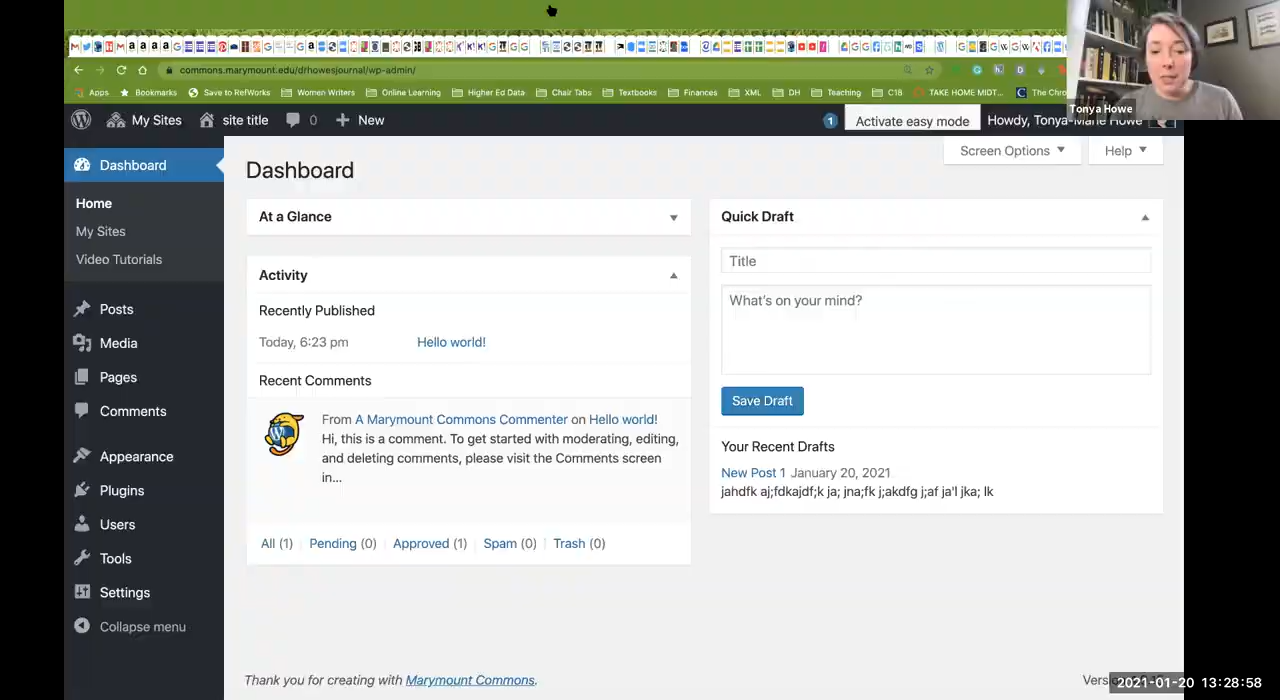 commons.marymount.edu/drhowesjournal/wp-admin/
Apps Bookmarks Save to RefWorks Women Writers Online Learning Higher Ed Data Chair Tabs Textbooks Finances XML DH Teaching C18 TAKE HOME MIDT... The Chro
Tonya Howe
My Sites site title 0 New 1 Activate easy mode Howdy, Tonya-Marie Howe
Dashboard
Home
My Sites
Video Tutorials
Posts
Media
Pages
Comments
Appearance
Plugins
Users
Tools
Settings
Collapse menu
Screen Options Help
Dashboard
At a Glance
Activity
Recently Published
Today, 6:23 pm Hello world!
Recent Comments
From A Marymount Commons Commenter on Hello world!
Hi, this is a comment. To get started with moderating, editing,
and deleting comments, please visit the Comments screen
in...
All (1) Pending (0) Approved (1) Spam (0) Trash (0)
Quick Draft
Title
What's on your mind?
Save Draft
Your Recent Drafts
New Post 1 January 20, 2021
jahdfk aj;fdkajdf;k ja; jna;fk j;akdfg j;af ja'l jka; lk
Thank you for creating with Marymount Commons.
2021-01-20 13:28:58